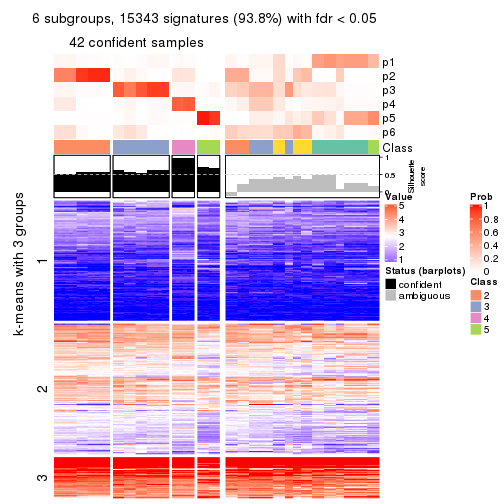 6 subgroups, 15343 signatures (93.8%) with fdr < 0.05
42 confident samples
p1
p2
p3
p4
p5
p6
Class
1
0.5
0
Silhouette
score
k-means with 3 groups
1
2
3
Value
5
4
3
2
1
Status (barplots)
confident
ambiguous
Prob
1
0.8
0.6
0.4
0.2
0
Class
2
3
4
5